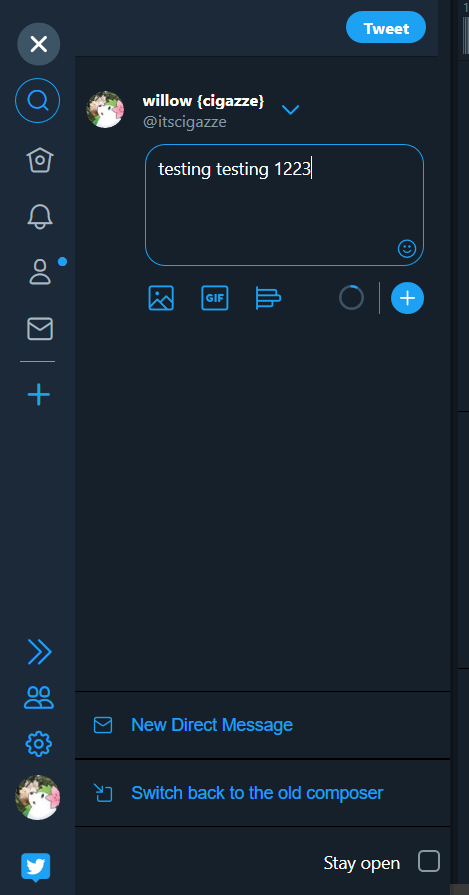 Tweet
willow {cigazze}
@itscigazze
testing testing 1223
GIF
New Direct Message
Switch back to the old composer
Stay open